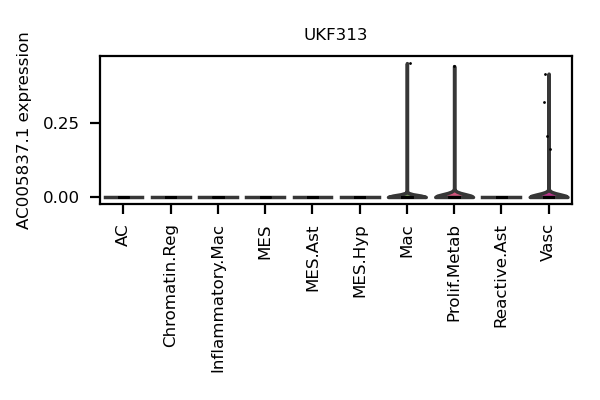 UKF313
AC005837.1 expression
0.25
0.00
AC
Chromatin.Reg
Inflammatory.Mac
MES
MES.Ast
MES.Hyp
Mac
Prolif.Metab
Reactive.Ast
Vasc